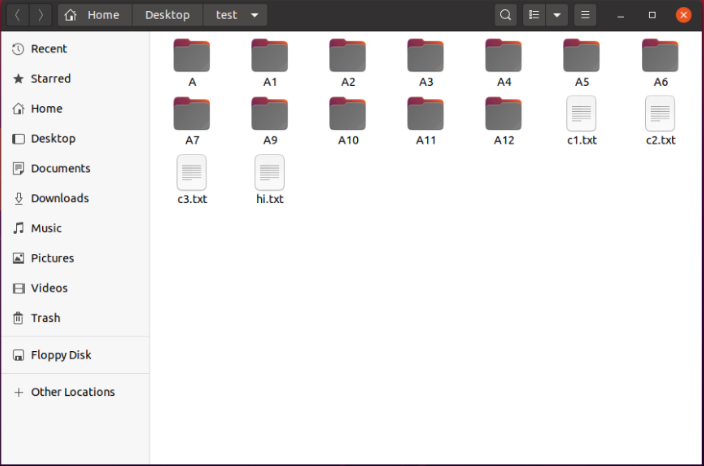 Home Desktop test
Recent
Starred
Home
Desktop
Documents
Downloads
Music
Pictures
Videos
Trash
Floppy Disk
Other Locations
A A1 A2 A3 A4 A5 A6
A7 A9 A10 A11 A12 c1.txt c2.txt
c3.txt hi.txt